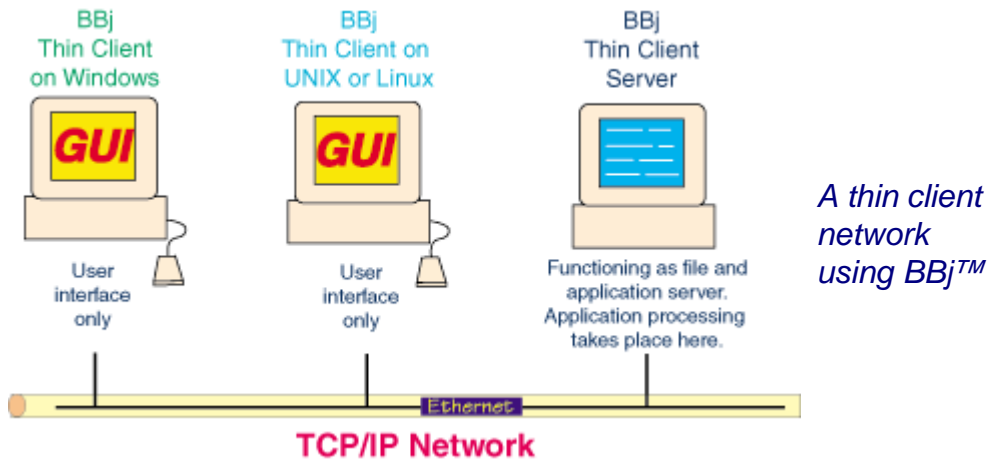 BBj
Thin Client
on Windows
GUI
User
interface
only
BBj
Thin Client on
UNIX or Linux
GUI
User
interface
only
BBj
Thin Client
Server
Functioning as file and
application server.
Application processing
takes place here.
A thin client
network
using BBj™
Ethernet
TCP/IP Network